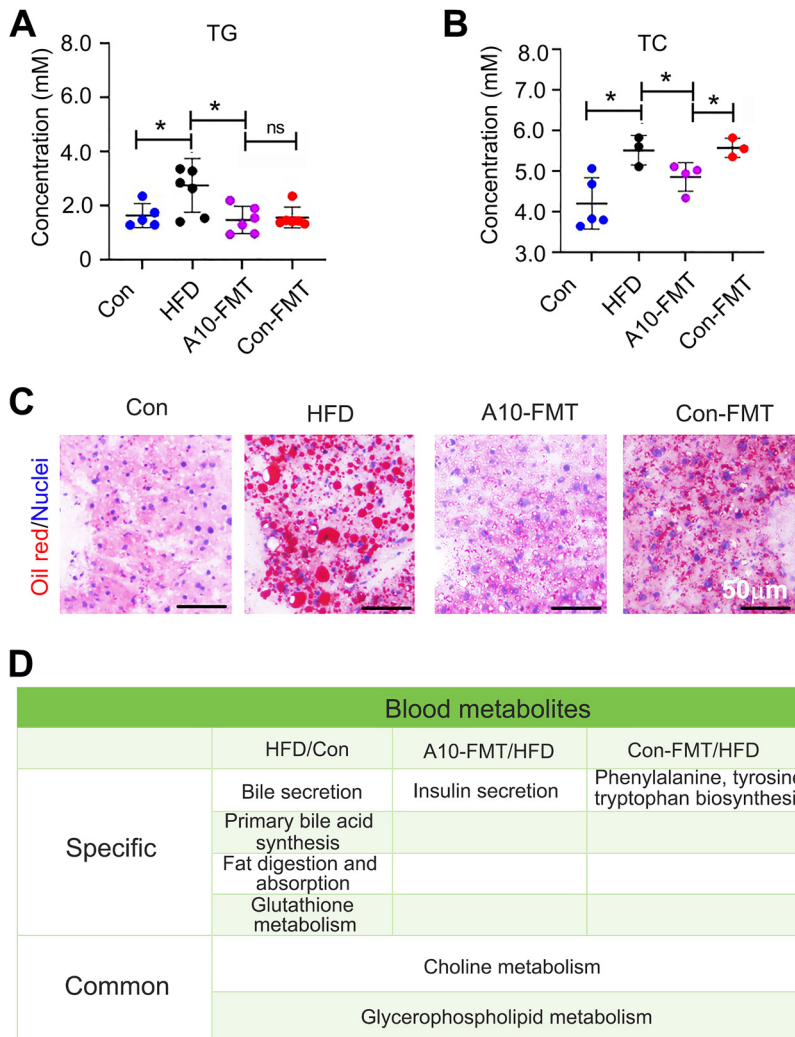 A
TG
Concentration (mM)
8.0
6.0
4.0
2.0
0
*
*
ns
Con
HFD
A10-FMT
Con-FMT
B
TC
Concentration (mM)
8.0
7.0
6.0
5.0
4.0
3.0
*
*
*
Con
HFD
A10-FMT
Con-FMT
C
Con
HFD
A10-FMT
Con-FMT
Oil red/Nuclei
50μm
D
Blood metabolites
HFD/Con
A10-FMT/HFD
Con-FMT/HFD
Specific
Bile secretion
Insulin secretion
Phenylalanine, tyrosine
tryptophan biosynthesi
Primary bile acid
synthesis
Fat digestion and
absorption
Glutathione
metabolism
Common
Choline metabolism
Glycerophospholipid metabolism